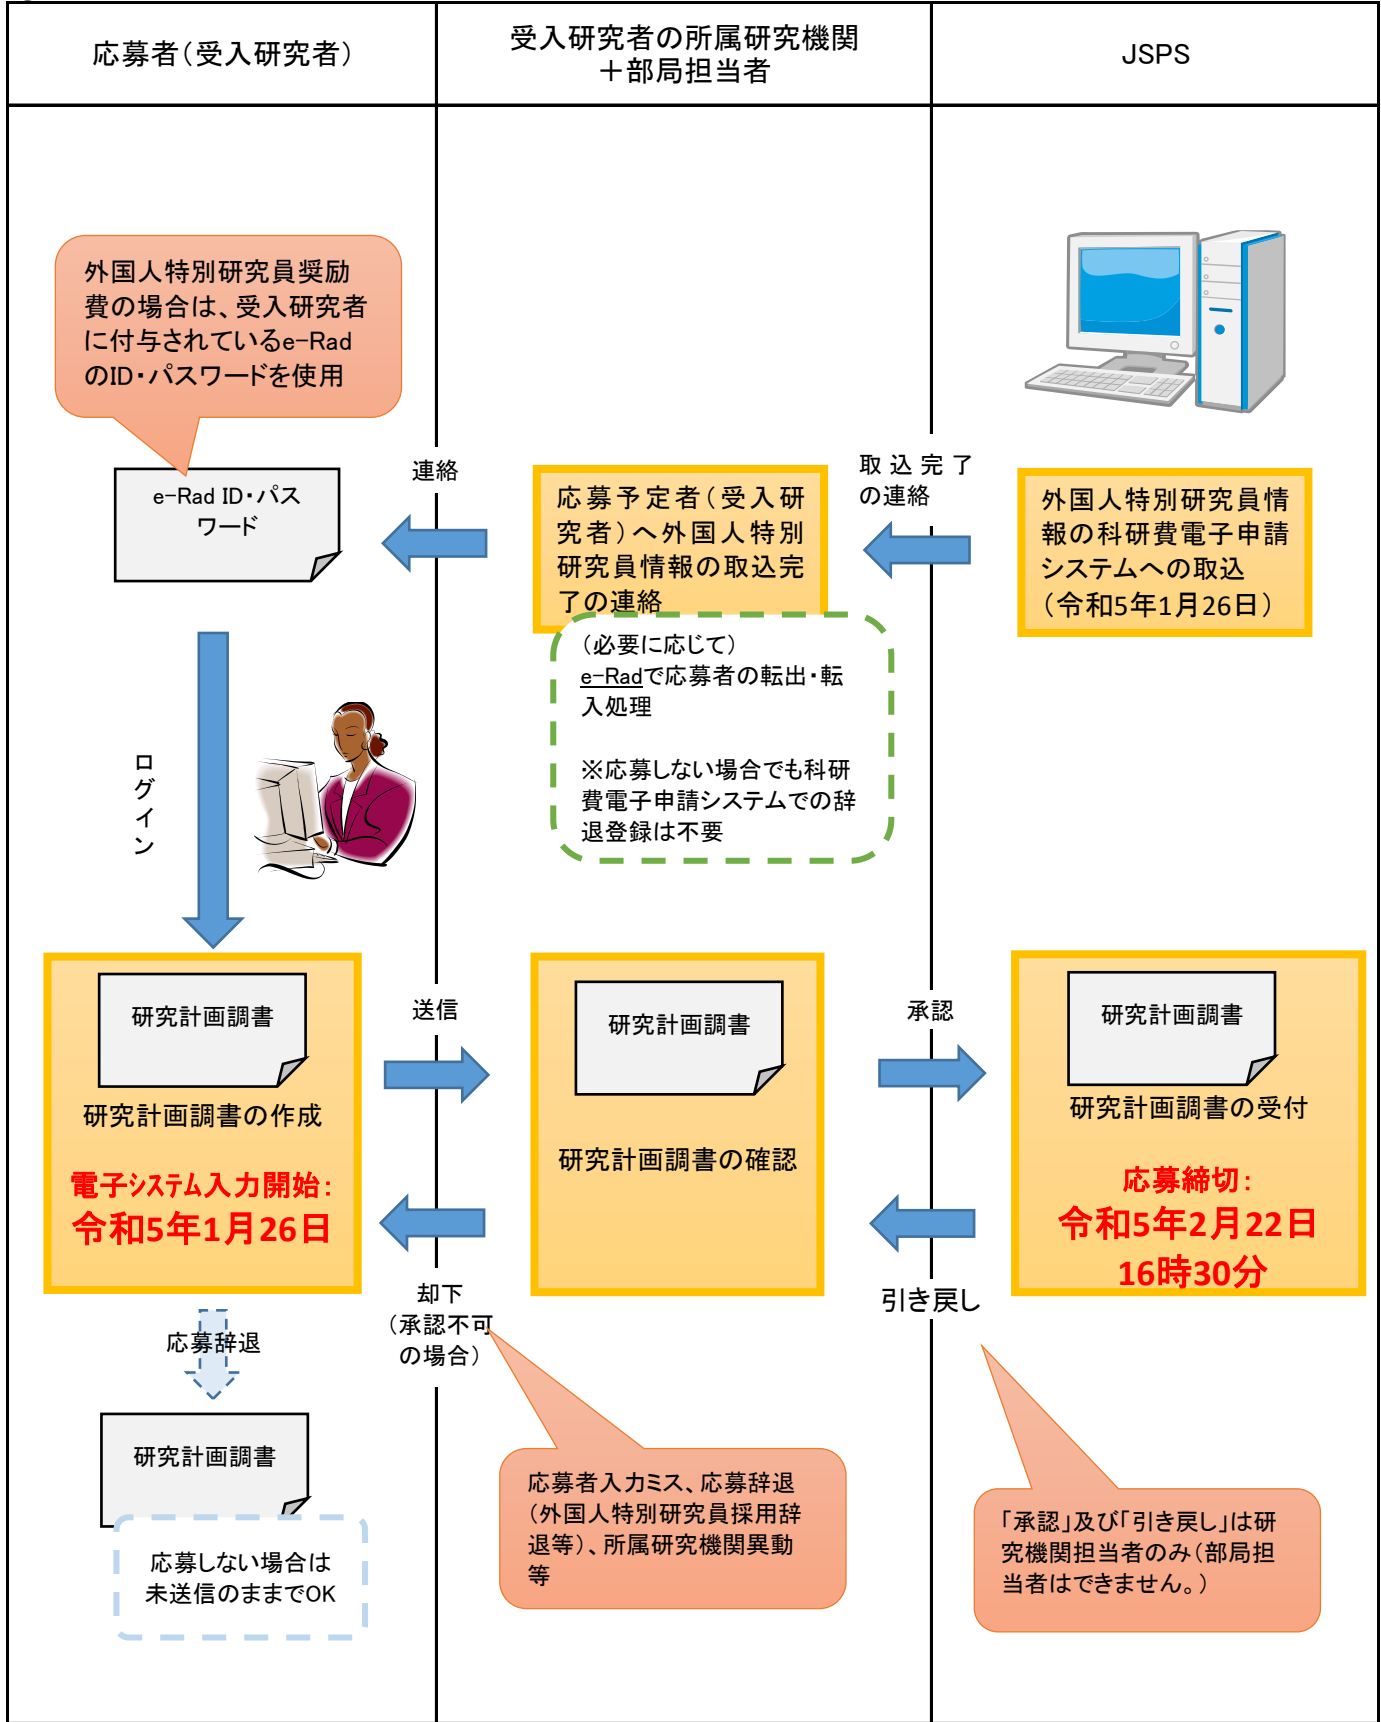 応募者（受入研究者）
受入研究者の所属研究機関
＋部局担当者
JSPS
外国人特別研究員奨励
費の場合は、受入研究者
に付与されているe-Rad
のID・パスワードを使用
e-Rad ID・パス
ワード
連絡
応募予定者（受入研
究者）へ外国人特別
研究員情報の取込完
了の連絡
取込完了
の連絡
外国人特別研究員情
報の科研費電子申請
システムへの取込
（令和5年1月26日）
（必要に応じて）
e-Radで応募者の転出・転
入処理
※応募しない場合でも科研
費電子申請システムでの辞
退登録は不要
ログイン
研究計画調書
研究計画調書の作成
電子システム入力開始：
令和5年1月26日
送信
研究計画調書
研究計画調書の確認
承認
研究計画調書
研究計画調書の受付
応募締切：
令和5年2月22日
16時30分
却下
（承認不可
の場合）
引き戻し
応募辞退
研究計画調書
応募しない場合は
未送信のままでOK
応募者入力ミス、応募辞退
（外国人特別研究員採用辞
退等）、所属研究機関異動
等
「承認」及び「引き戻し」は研
究機関担当者のみ（部局担
当者はできません。）